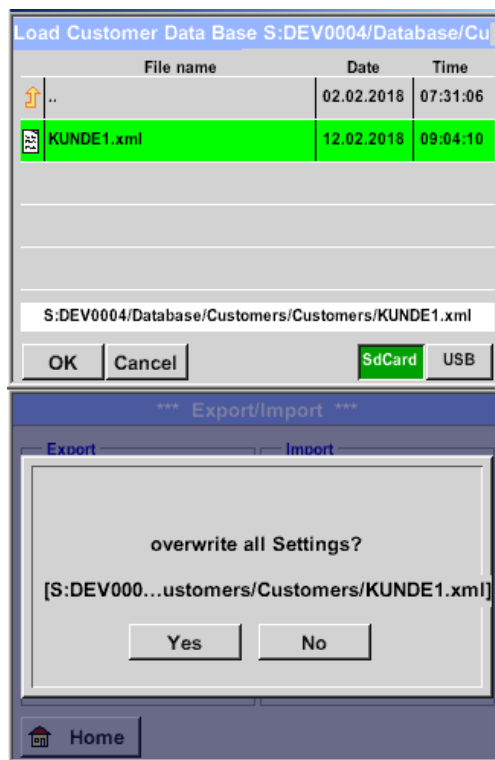 Load Customer Data Base S:DEV0004/Database/Cu
File name Date Time
.. 02.02.2018 07:31:06
KUNDE1.xml 12.02.2018 09:04:10
S:DEV0004/Database/Customers/Customers/KUNDE1.xml
OK Cancel SdCard USB
*** Export/Import ***
Export Import
overwrite all Settings?
[S:DEV000...ustomers/Customers/KUNDE1.xml]
Yes No
Home